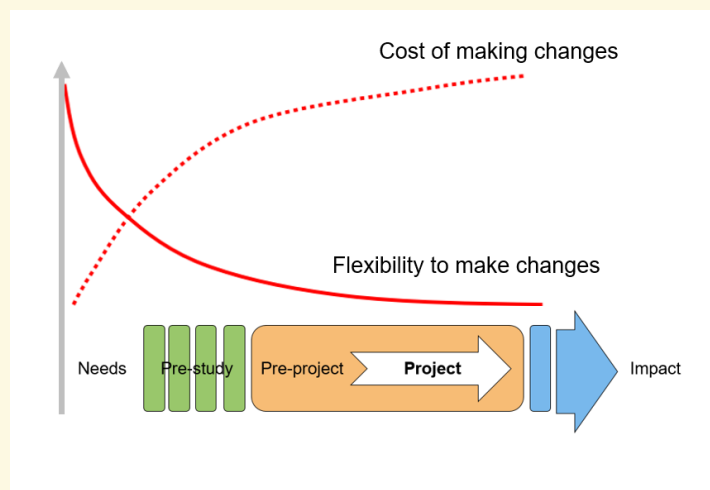 Cost of making changes
Flexibility to make changes
Needs
Pre-study
Pre-project
Project
Impact